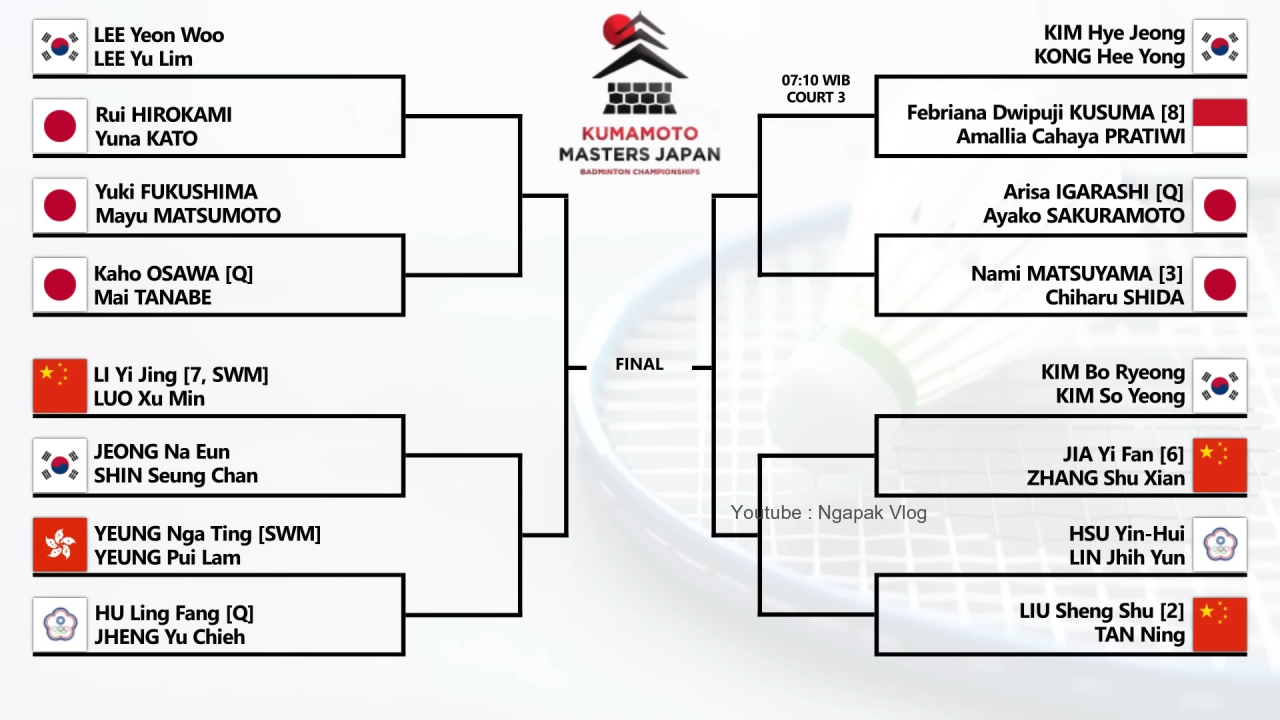 LEE Yeon Woo
LEE Yu Lim
Rui HIROKAMI
Yuna KATO
Yuki FUKUSHIMA
Mayu MATSUMOTO
Kaho OSAWA [Q]
Mai TANABE
LI Yi Jing [7, SWM]
LUO Xu Min
JEONG Na Eun
SHIN Seung Chan
YEUNG Nga Ting [SWM]
YEUNG Pui Lam
HU Ling Fang [Q]
JHENG Yu Chieh
KUMAMOTO
MASTERS JAPAN
BADMINTON CHAMPIONSHIPS
FINAL
07:10 WIB
COURT 3
KIM Hye Jeong
KONG Hee Yong
Febriana Dwipuji KUSUMA [8]
Amallia Cahaya PRATIWI
Arisa IGARASHI [Q]
Ayako SAKURAMOTO
Nami MATSUYAMA [3]
Chiharu SHIDA
KIM Bo Ryeong
KIM So Yeong
JIA Yi Fan [6]
ZHANG Shu Xian
Youtube : Ngapak Vlog
HSU Yin-Hui
LIN Jhih Yun
LIU Sheng Shu [2]
TAN Ning